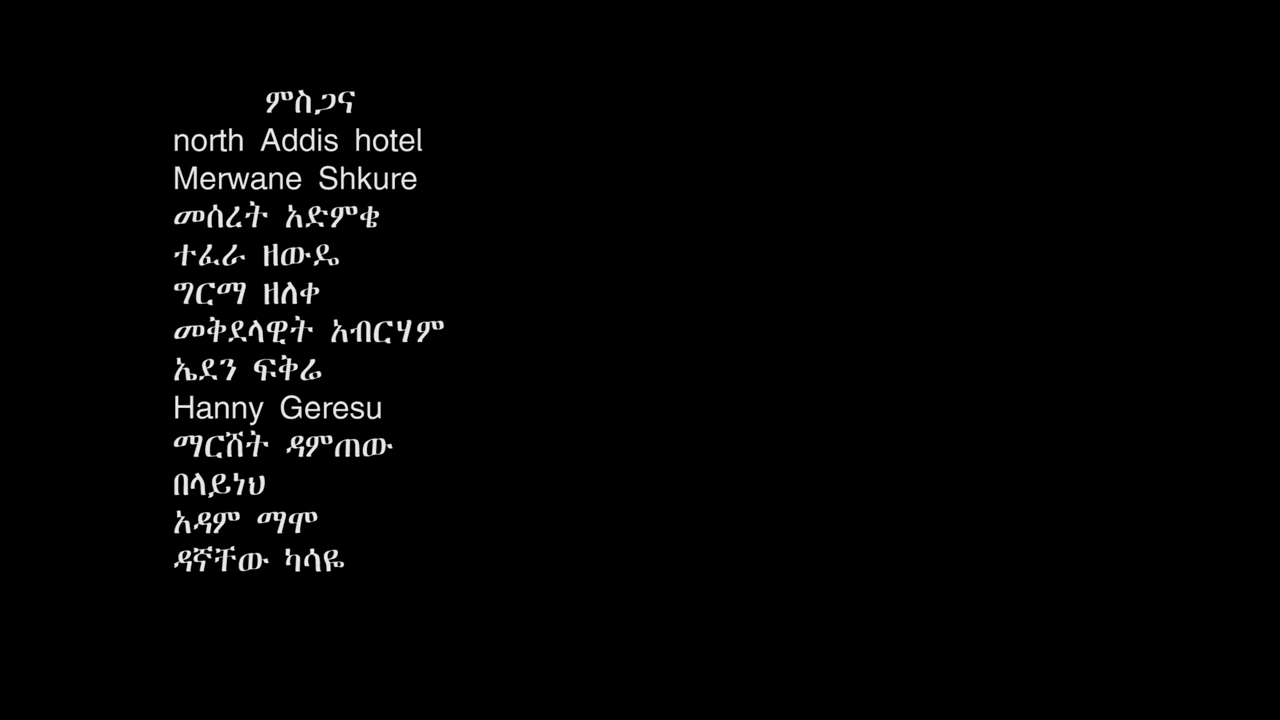 ምስጋና
north Addis hotel
Merwane Shkure
መሰረት አድምቄ
ተፈራ ዘውዴ
ግርማ ዘለቀ
መቅደላዊት አብርሃም
ኤደን ፍቅሬ
Hanny Geresu
ማርሽት ዳምጠው
በላይነህ
አዳም ማሞ
ዳኛቸው ካሳዬ